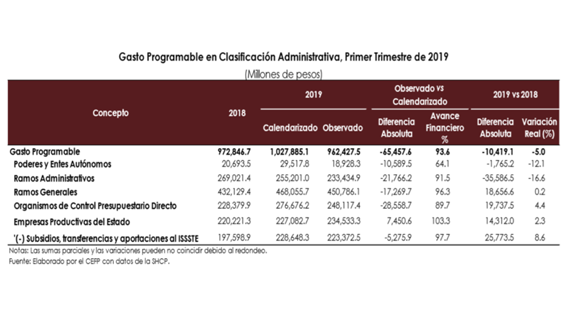 Gasto Programable en Clasificación Administrativa, Primer Trimestre de 2019
(Millones de pesos)
Concepto 2018 2019 Observado vs Calendarizado 2019 vs 2018
Calendarizado Observado Diferencia Absoluta Avance Financiero % Diferencia Absoluta Variación Real (%)
Gasto Programable 972,846.7 1,027,885.1 962,427.5 -65,457.6 93.6 -10,419.1 -5.0
Poderes y Entes Autónomos 20,693.5 29,517.8 18,928.3 -10,589.5 64.1 -1,765.2 -12.1
Ramos Administrativos 269,021.4 255,201.0 233,434.9 -21,766.2 91.5 -35,586.5 -16.6
Ramos Generales 432,129.4 468,055.7 450,786.1 -17,269.7 96.3 18,656.6 0.2
Organismos de Control Presupuestario Directo 228,379.9 276,676.2 248,117.4 -28,558.7 89.7 19,737.5 4.4
Empresas Productivas del Estado 220,221.3 227,082.7 234,533.3 7,450.6 103.3 14,312.0 2.3
'(-) Subsidios, transferencias y aportaciones al ISSSTE 197,598.9 228,648.3 223,372.5 -5,275.9 97.7 25,773.5 8.6
Notas: Las sumas parciales y las variaciones pueden no coincidir debido al redondeo.
Fuente: Elaborado por el CEFP con datos de la SHCP.